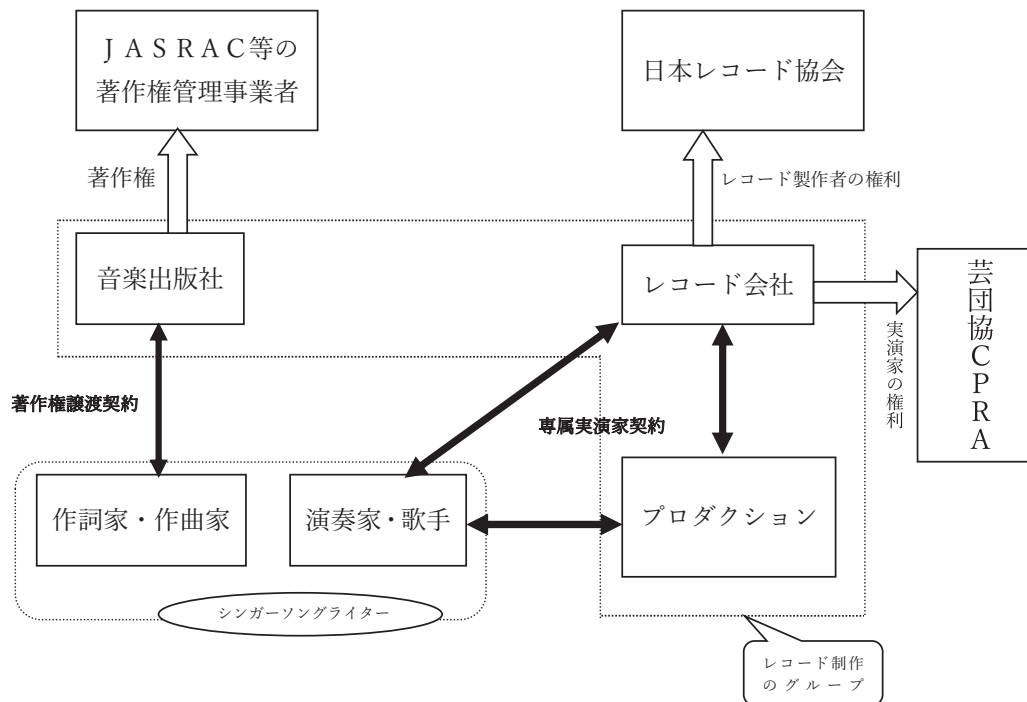 ＪＡＳＲＡＣ等の
著作権管理事業者
日本レコード協会
著作権
レコード製作者の権利
音楽出版社
レコード会社
芸団協ＣＰＲＡ
実演家の権利
著作権譲渡契約
専属実演家契約
作詞家・作曲家
演奏家・歌手
プロダクション
シンガーソングライター
レコード制作
のグループ